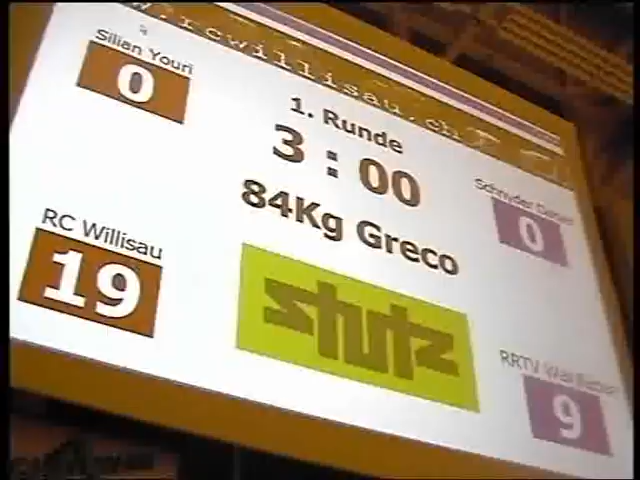 www.rcwillisau.ch
Silian Youri
0
1. Runde
3 : 00
84Kg Greco
Schnyder
0
RC Willisau
19
stutz
RRTV
9